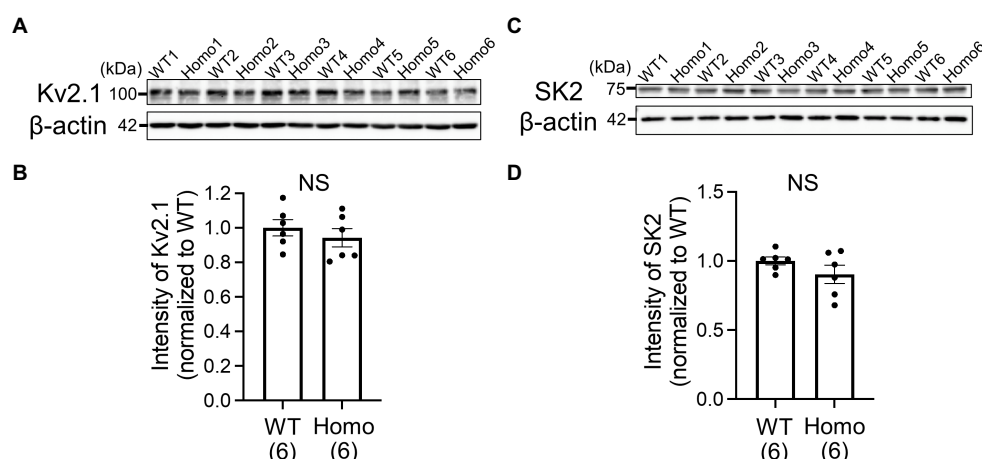 A
(kDa) WT1 Homo1 WT2 Homo2 WT3 Homo3 WT4 Homo4 WT5 Homo5 WT6 Homo6
Kv2.1 100
β-actin 42
B
NS
Intensity of Kv2.1
(normalized to WT)
1.2
1.0
0.8
0.6
0.4
0.2
0.0
WT Homo
(6) (6)
C
(kDa) WT1 Homo1 WT2 Homo2 WT3 Homo3 WT4 Homo4 WT5 Homo5 WT6 Homo6
SK2 75
β-actin 42
D
NS
Intensity of SK2
(normalized to WT)
1.5
1.0
0.5
0.0
WT Homo
(6) (6)